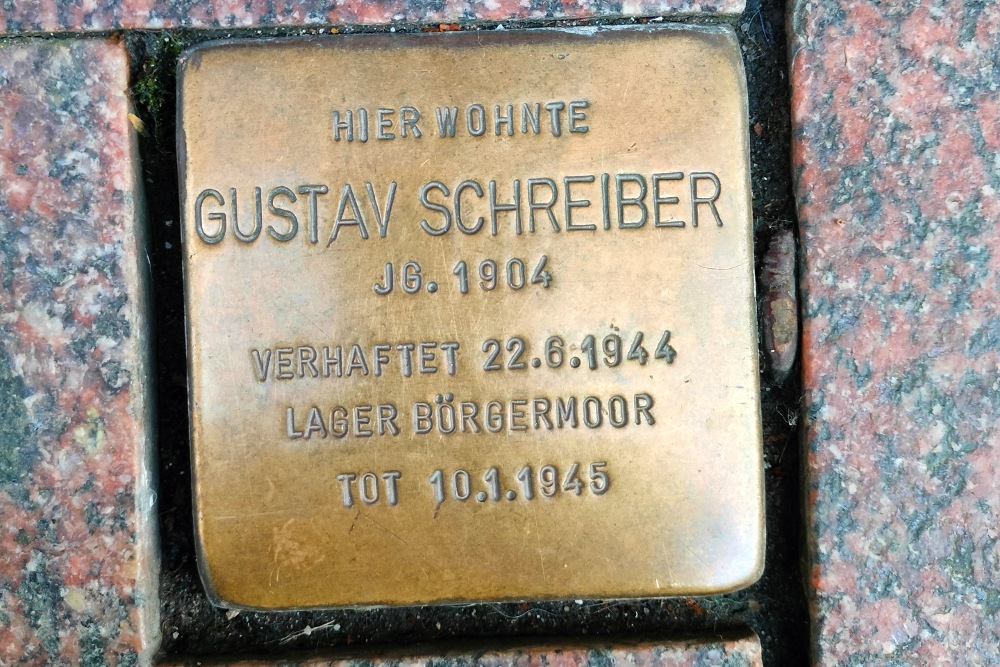 HIER WOHNTE
GUSTAV SCHREIBER
JG. 1904
VERHAFTET 22.6.1944
LAGER BÖRGERMOOR
TOT 10.1.1945